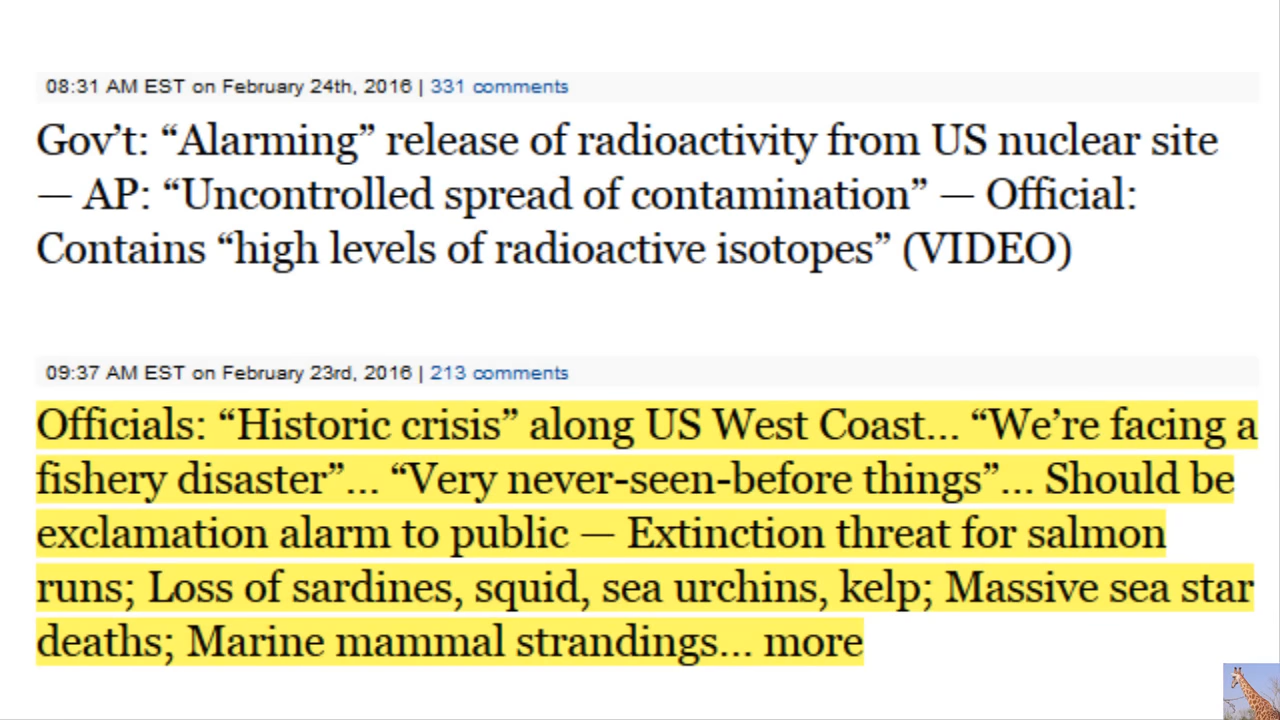 08:31 AM EST on February 24th, 2016 | 331 comments
Gov’t: “Alarming” release of radioactivity from US nuclear site
— AP: “Uncontrolled spread of contamination” — Official:
Contains “high levels of radioactive isotopes” (VIDEO)
09:37 AM EST on February 23rd, 2016 | 213 comments
Officials: “Historic crisis” along US West Coast… “We’re facing a
fishery disaster”… “Very never-seen-before things”… Should be
exclamation alarm to public — Extinction threat for salmon
runs; Loss of sardines, squid, sea urchins, kelp; Massive sea star
deaths; Marine mammal strandings… more